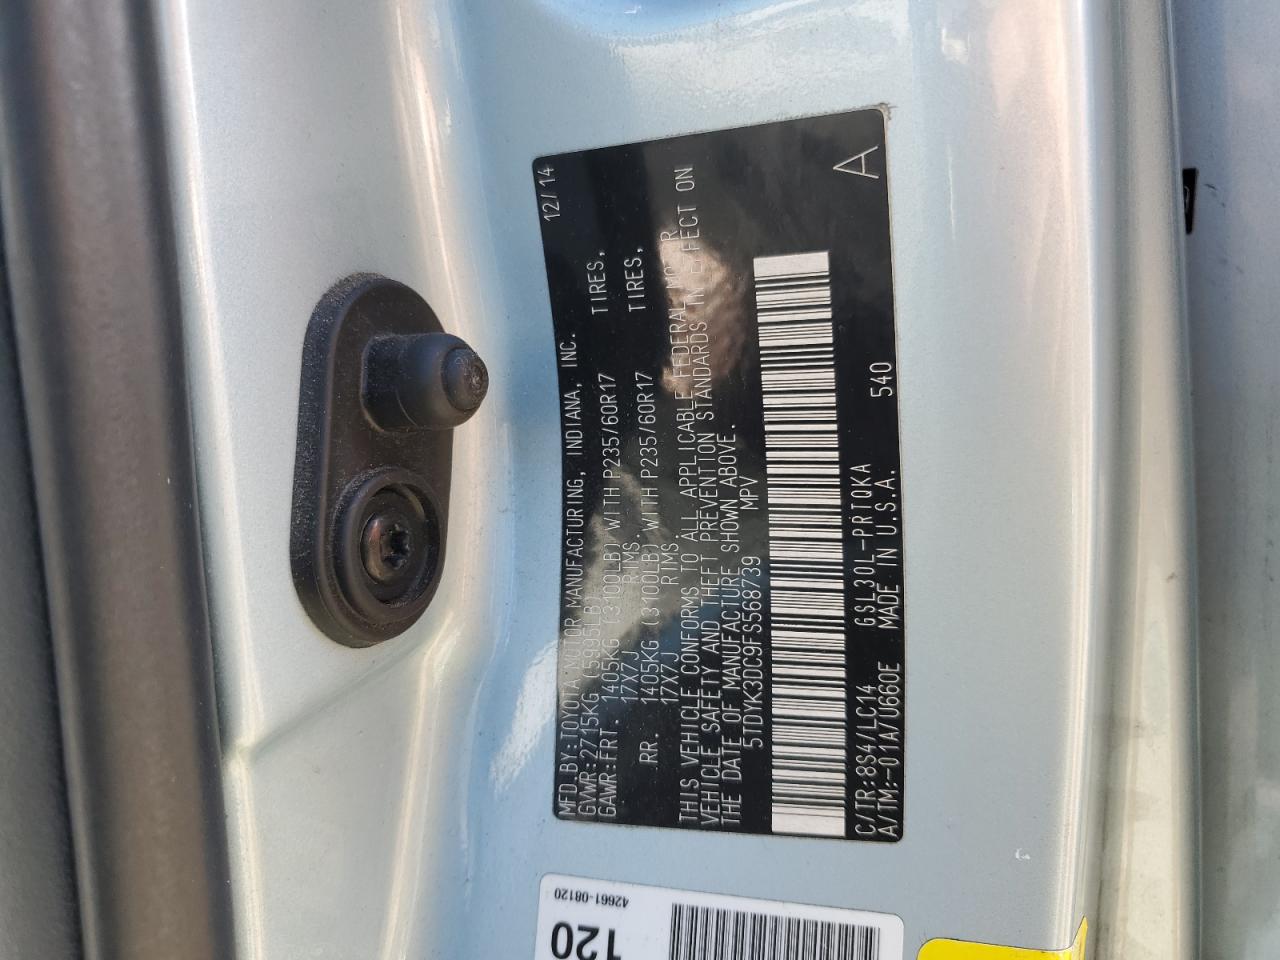 MFD.BY:TOYOTA MOTOR MANUFACTURING, INDIANA, INC. 12/14
GVWR:2715KG (5995LB)
GAWR:FRT. 1405KG (3100LB) WITH P235/60R17 TIRES,
17X7J RIMS.
RR. 1405KG (3100LB) WITH P235/60R17 TIRES,
17X7J RIMS.
THIS VEHICLE CONFORMS TO ALL APPLICABLE FEDERAL MOTOR
VEHICLE SAFETY AND THEFT PREVENTION STANDARDS IN EFFECT ON
THE DATE OF MANUFACTURE SHOWN ABOVE.
5TDYK3DC9FS568739 MPV
C/TR:8S4/LC14 GSL30L-PRTQKA 540 A
A/TM:-01A/U660E MADE IN U.S.A.
42661-08120
120